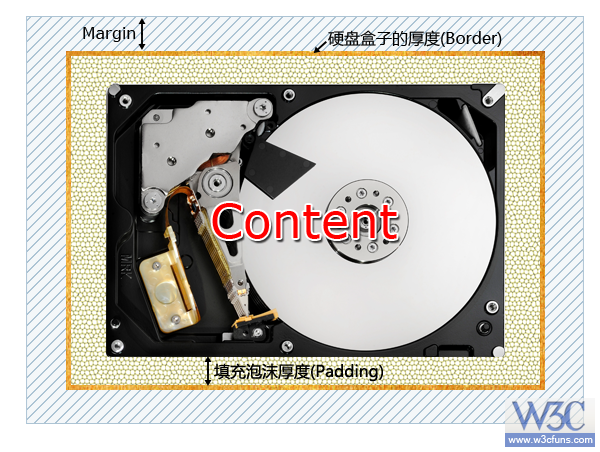 Margin
硬盘盒子的厚度(Border)
Content
填充泡沫厚度(Padding)
W3C
www.w3cfuns.com